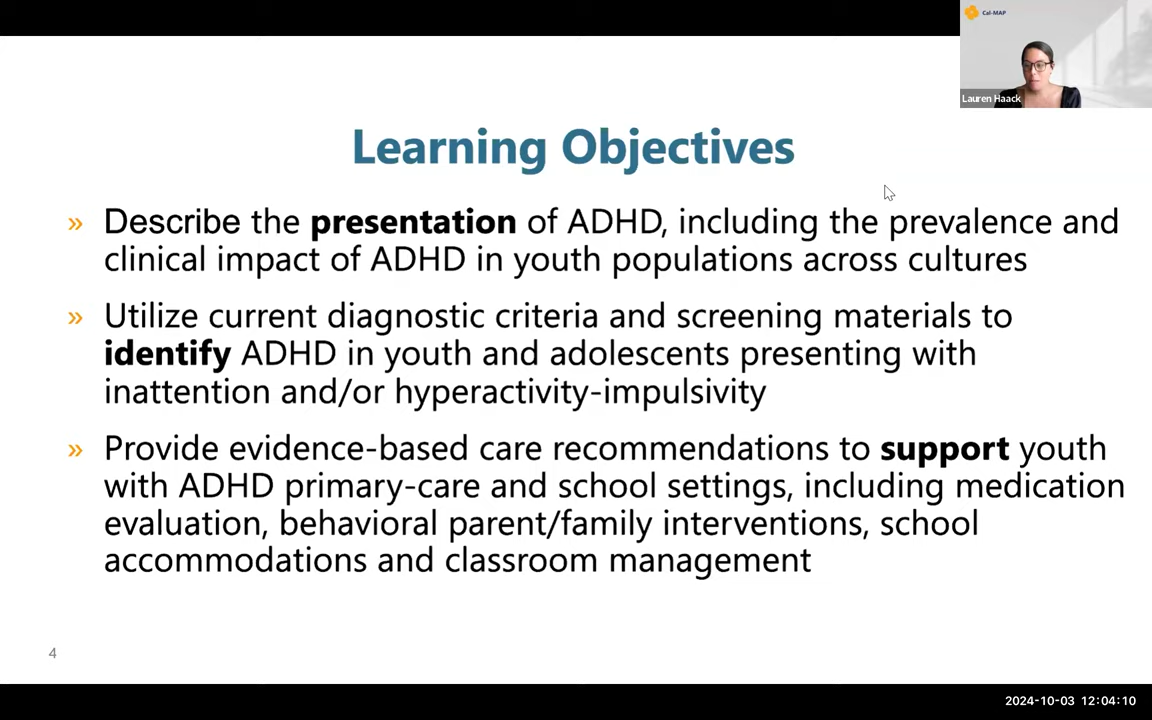 Cal-MAP
Lauren Haack
Learning Objectives
» Describe the presentation of ADHD, including the prevalence and
clinical impact of ADHD in youth populations across cultures
» Utilize current diagnostic criteria and screening materials to
identify ADHD in youth and adolescents presenting with
inattention and/or hyperactivity-impulsivity
» Provide evidence-based care recommendations to support youth
with ADHD primary-care and school settings, including medication
evaluation, behavioral parent/family interventions, school
accommodations and classroom management
4
2024-10-03 12:04:10